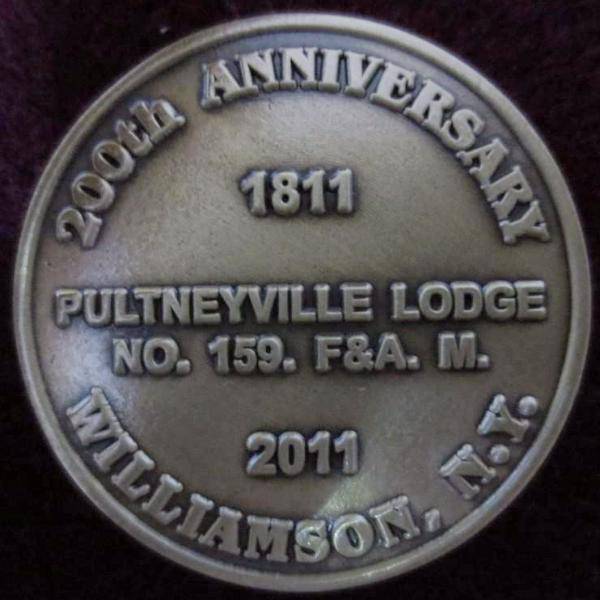 200th ANNIVERSARY
1811
PULTNEYVILLE LODGE
NO. 159. F&A. M.
2011
WILLIAMSON, N.Y.